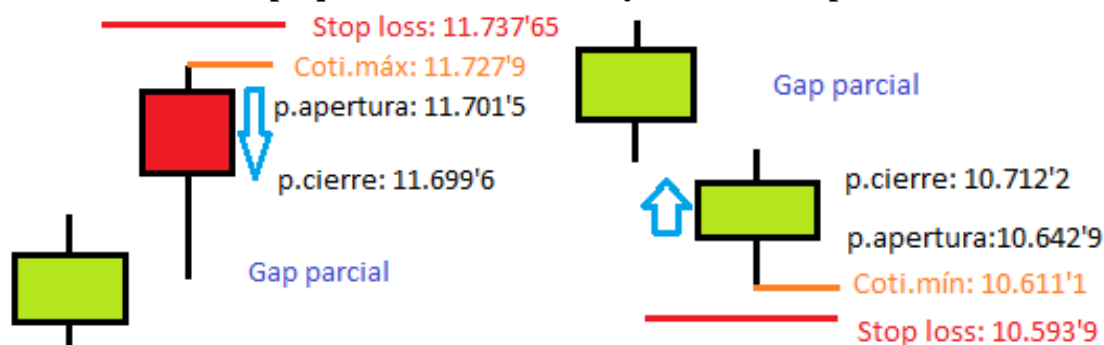 Stop loss: 11.737'65
Coti.máx: 11.727'9
p.apertura: 11.701'5
p.cierre: 11.699'6
Gap parcial
Gap parcial
p.cierre: 10.712'2
p.apertura:10.642'9
Coti.mín: 10.611'1
Stop loss: 10.593'9